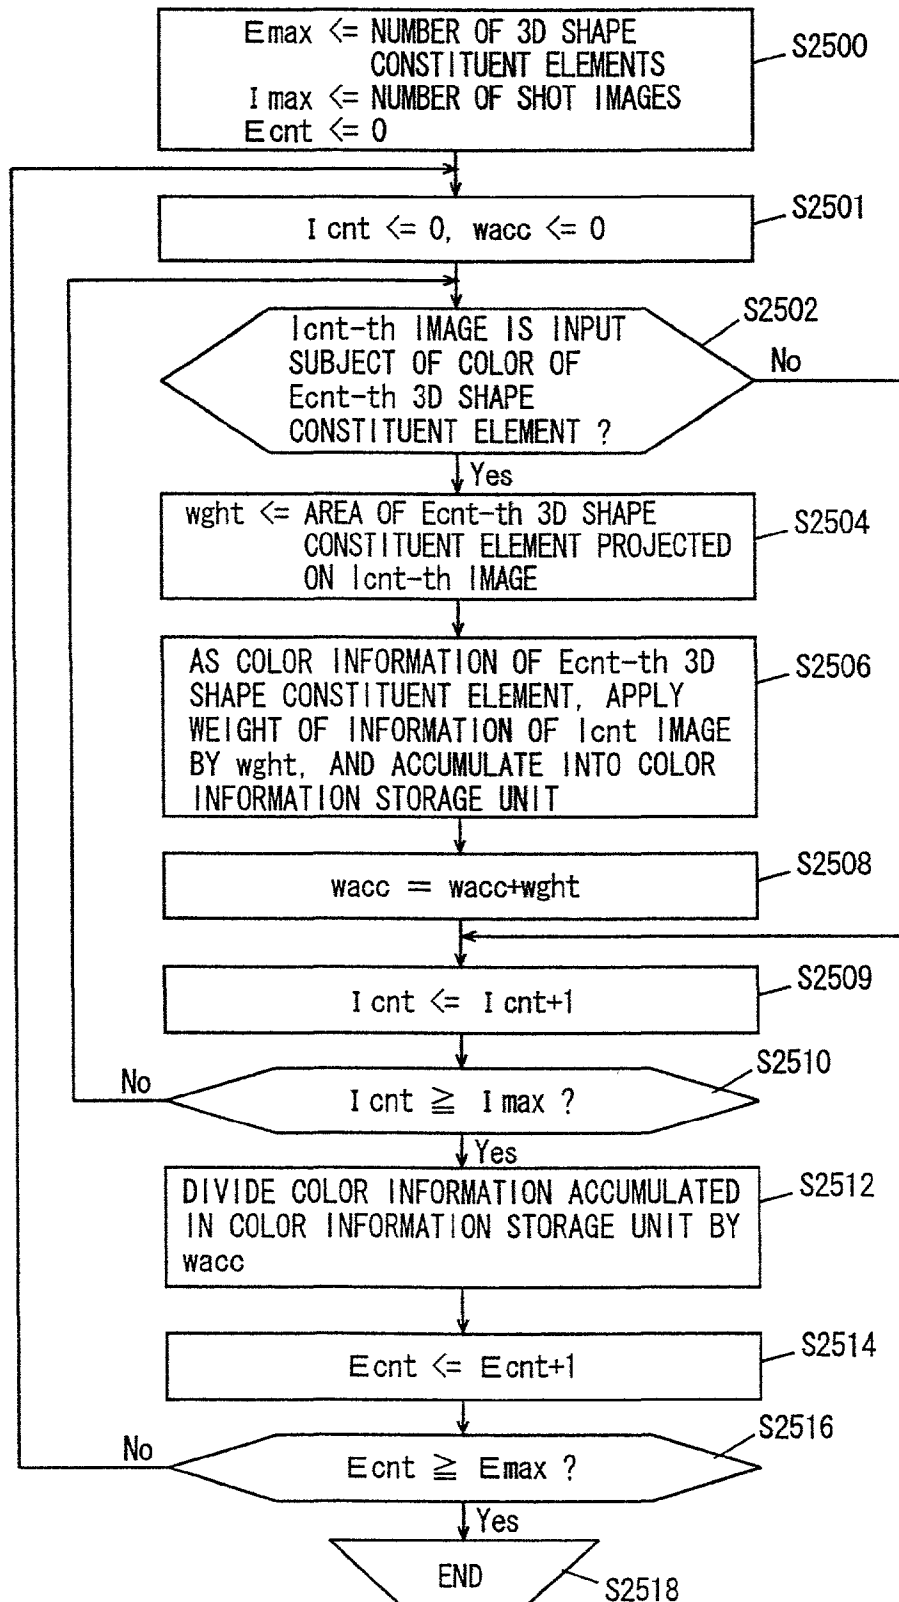 Emax <= NUMBER OF 3D SHAPE
CONSTITUENT ELEMENTS
Imax <= NUMBER OF SHOT IMAGES
Ecnt <= 0
S2500
Icnt <= 0, wacc <= 0
S2501
Icnt-th IMAGE IS INPUT
SUBJECT OF COLOR OF
Ecnt-th 3D SHAPE
CONSTITUENT ELEMENT ?
S2502
No
Yes
wght <= AREA OF Ecnt-th 3D SHAPE
CONSTITUENT ELEMENT PROJECTED
ON Icnt-th IMAGE
S2504
AS COLOR INFORMATION OF Ecnt-th 3D
SHAPE CONSTITUENT ELEMENT, APPLY
WEIGHT OF INFORMATION OF Icnt IMAGE
BY wght, AND ACCUMULATE INTO COLOR
INFORMATION STORAGE UNIT
S2506
wacc = wacc+wght
S2508
Icnt <= Icnt+1
S2509
No
Icnt ≧ Imax ?
S2510
Yes
DIVIDE COLOR INFORMATION ACCUMULATED
IN COLOR INFORMATION STORAGE UNIT BY
wacc
S2512
Ecnt <= Ecnt+1
S2514
No
Ecnt ≧ Emax ?
S2516
Yes
END
S2518